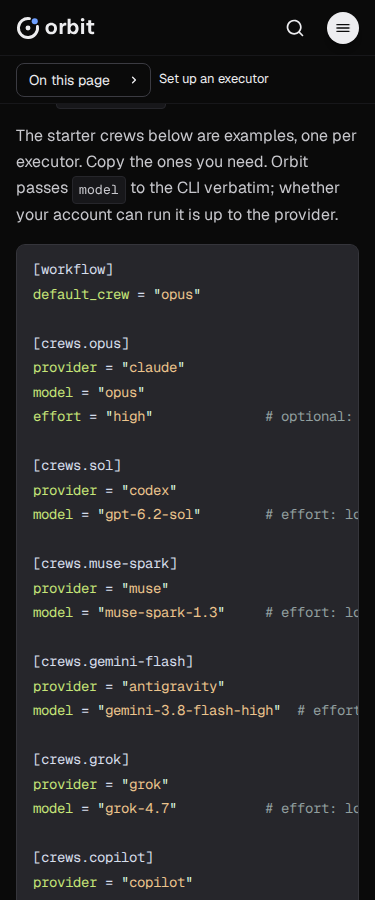 orbit
On this page
Set up an executor
The starter crews below are examples, one per
executor. Copy the ones you need. Orbit
passes model to the CLI verbatim; whether
your account can run it is up to the provider.
[workflow]
default_crew = "opus"
[crews.opus]
provider = "claude"
model = "opus"
effort = "high" # optional:
[crews.sol]
provider = "codex"
model = "gpt-6.2-sol" # effort: lo
[crews.muse-spark]
provider = "muse"
model = "muse-spark-1.3" # effort: lo
[crews.gemini-flash]
provider = "antigravity"
model = "gemini-3.8-flash-high" # effort
[crews.grok]
provider = "grok"
model = "grok-4.7" # effort: lo
[crews.copilot]
provider = "copilot"